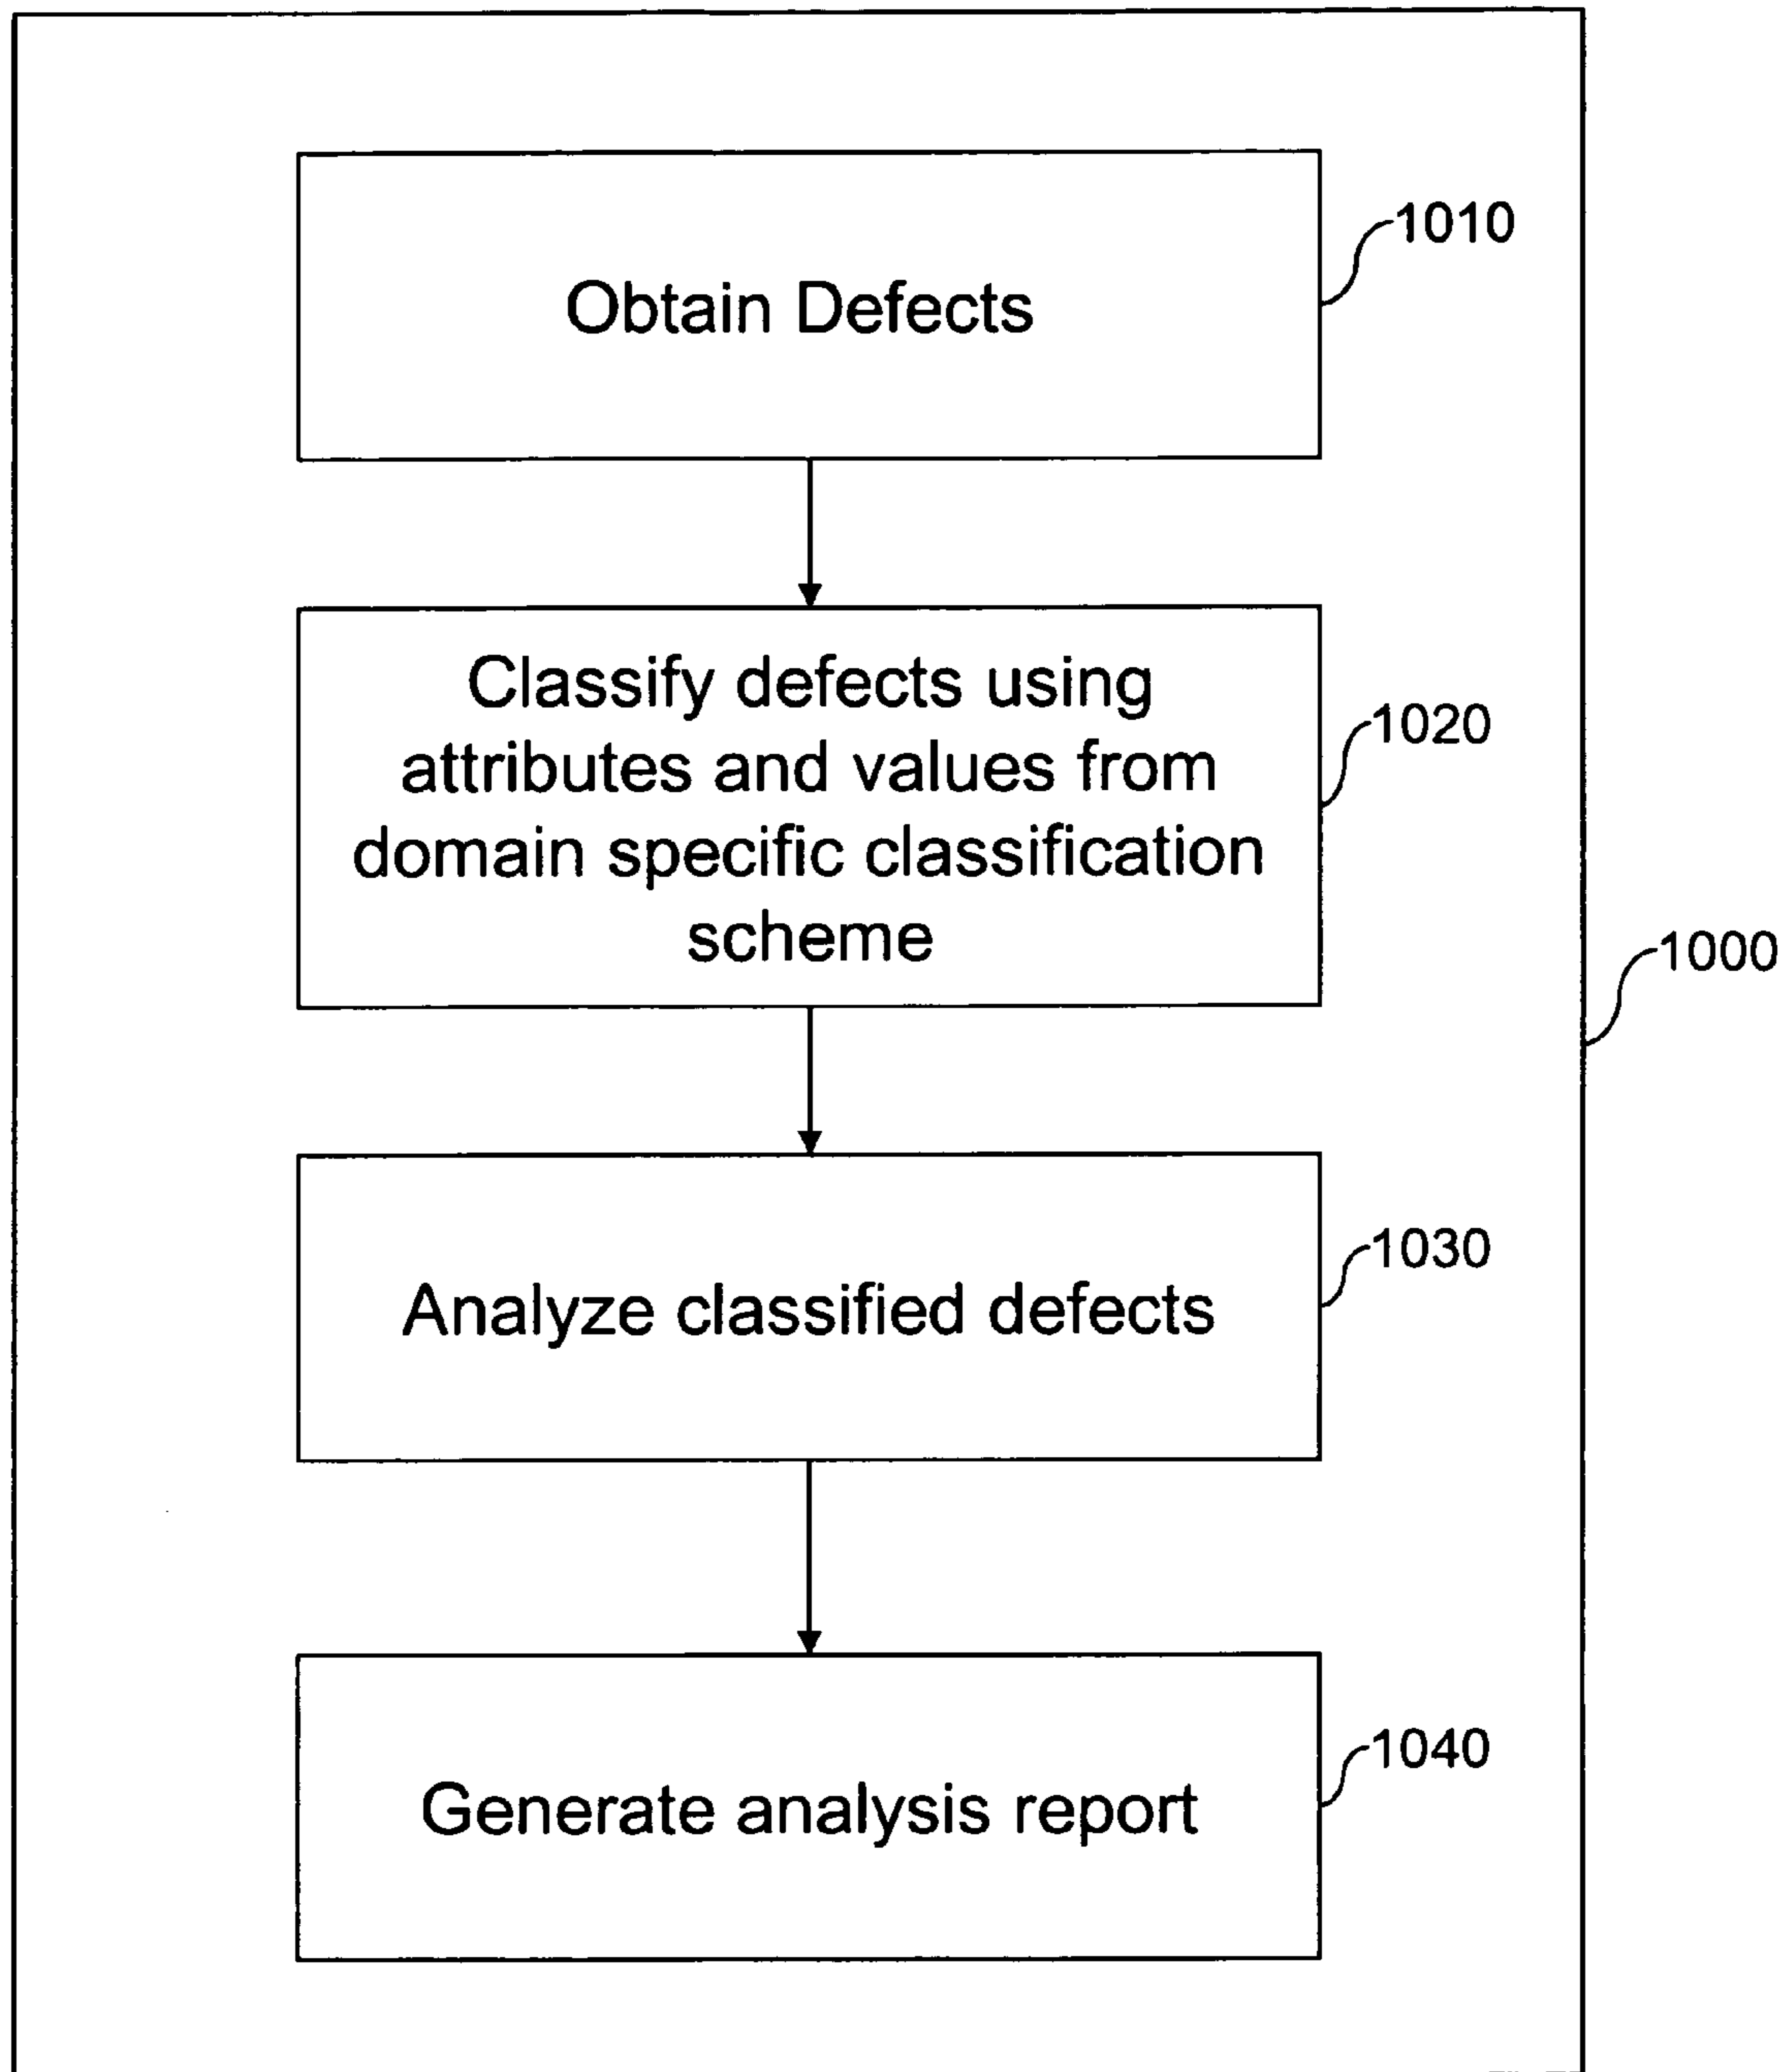 1010
Obtain Defects
Classify defects using
1020
attributes and values from
domain specific classification
scheme
1000
1030
Analyze classified defects
1040
Generate analysis report